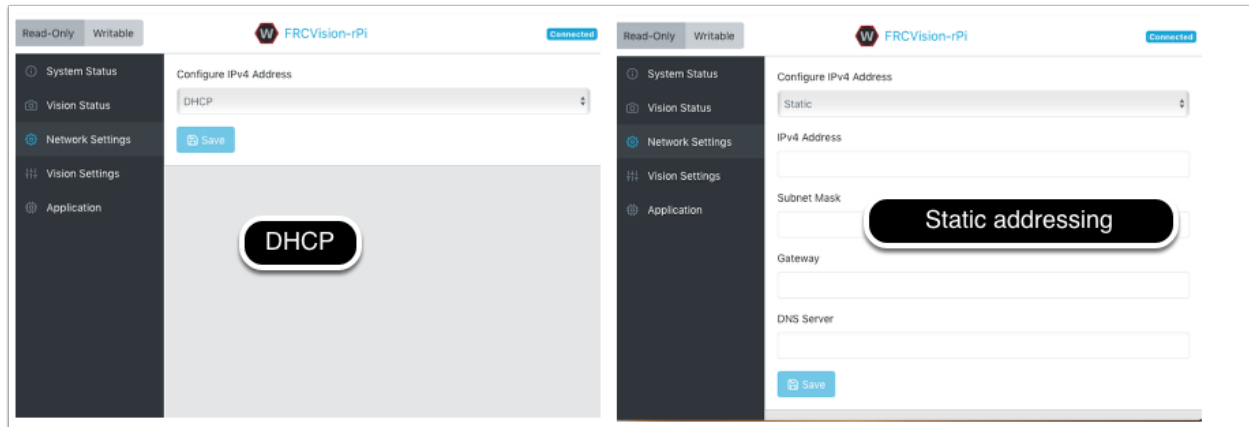 Read-Only Writable
W FRCVision-rPi
Connected
System Status
Vision Status
Network Settings
Vision Settings
Application
Configure IPv4 Address
DHCP
Save
DHCP
Read-Only Writable
W FRCVision-rPi
Connected
System Status
Vision Status
Network Settings
Vision Settings
Application
Configure IPv4 Address
Static
IPv4 Address
Subnet Mask
Static addressing
Gateway
DNS Server
Save